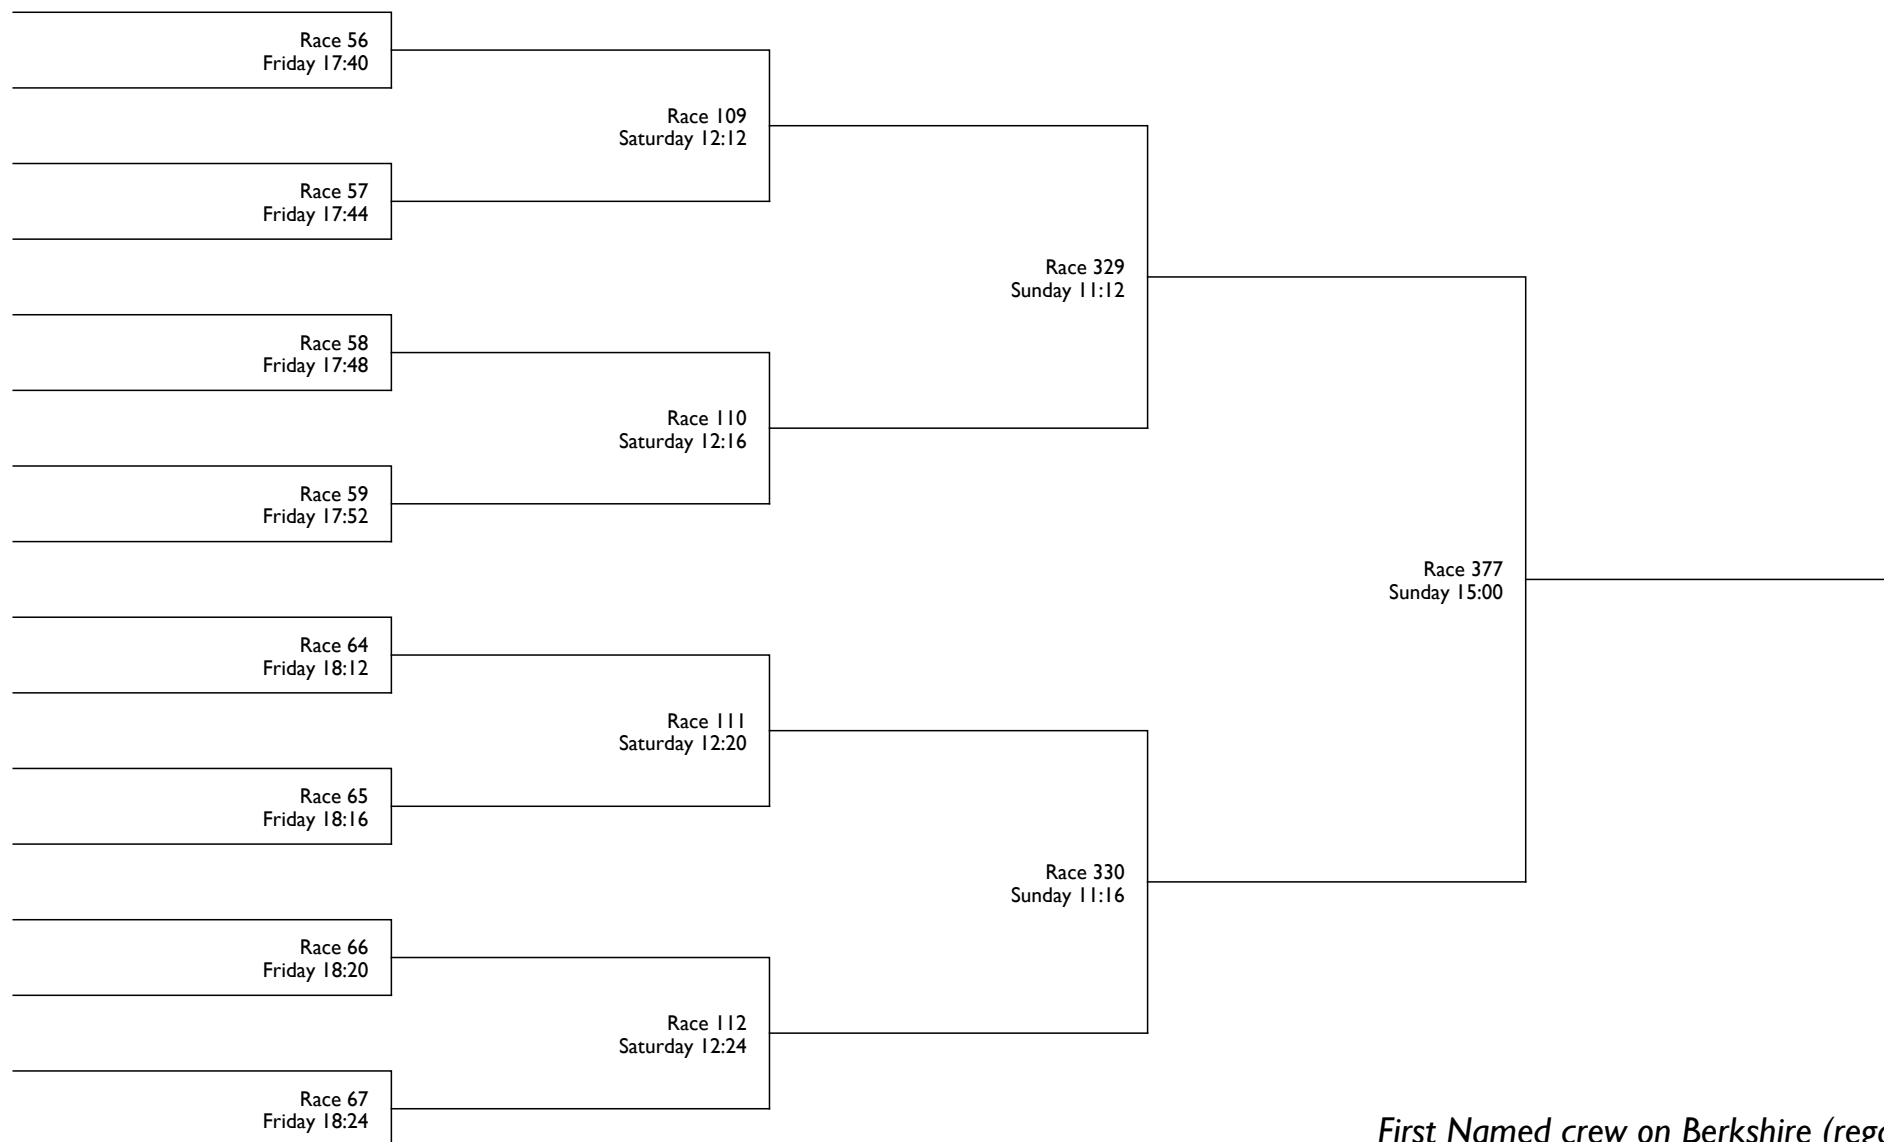 Race 56
Friday 17:40
Race 109
Saturday 12:12
Race 57
Friday 17:44
Race 329
Sunday 11:12
Race 58
Friday 17:48
Race 110
Saturday 12:16
Race 59
Friday 17:52
Race 377
Sunday 15:00
Race 64
Friday 18:12
Race 111
Saturday 12:20
Race 65
Friday 18:16
Race 330
Sunday 11:16
Race 66
Friday 18:20
Race 112
Saturday 12:24
Race 67
Friday 18:24
First Named crew on Berkshire